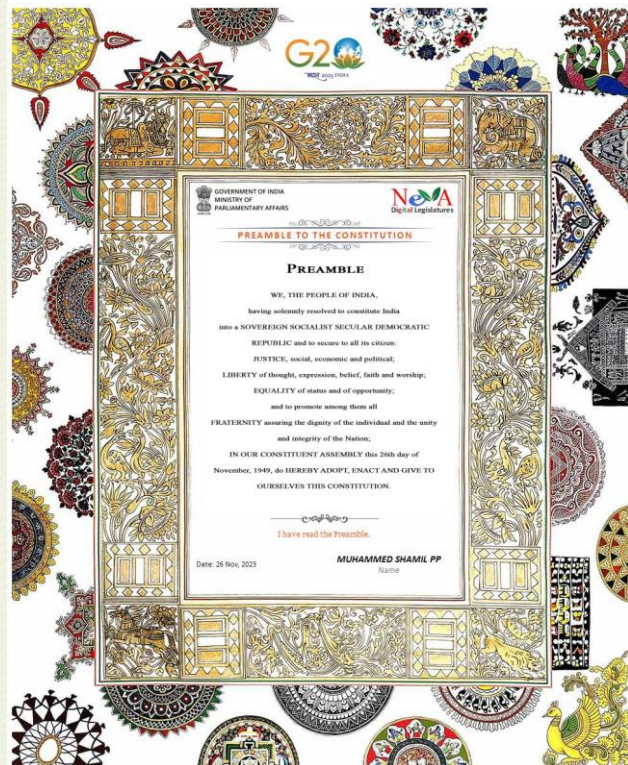 G20
भारत 2023 INDIA
GOVERNMENT OF INDIA
MINISTRY OF
PARLIAMENTARY AFFAIRS
NeVA
Digital Legislatures
PREAMBLE TO THE CONSTITUTION
PREAMBLE
WE, THE PEOPLE OF INDIA,
having solemnly resolved to constitute India
into a SOVEREIGN SOCIALIST SECULAR DEMOCRATIC
REPUBLIC and to secure to all its citizen:
JUSTICE, social, economic and political;
LIBERTY of thought, expression, belief, faith and worship;
EQUALITY of status and of opportunity;
and to promote among them all
FRATERNITY assuring the dignity of the individual and the unity
and integrity of the Nation;
IN OUR CONSTITUENT ASSEMBLY this 26th day of
November, 1949, do HEREBY ADOPT, ENACT AND GIVE TO
OURSELVES THIS CONSTITUTION.
I have read the Preamble.
Date: 26 Nov, 2023
MUHAMMED SHAMIL PP
Name